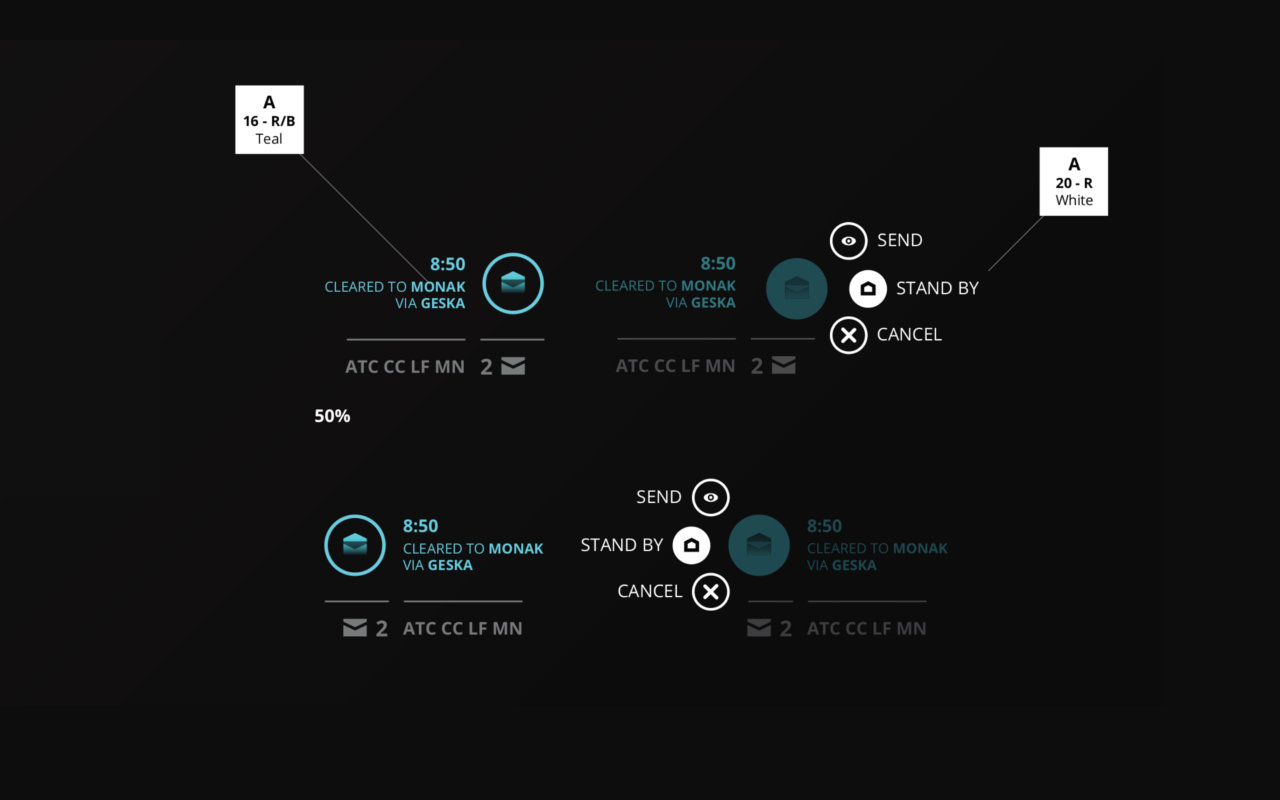 A
16 - R/B
Teal
A
20 - R
White
8:50
CLEARED TO MONAK
VIA GESKA
ATC CC LF MN
2
8:50
CLEARED TO MONAK
VIA GESKA
ATC CC LF MN
2
SEND
STAND BY
CANCEL
50%
8:50
CLEARED TO MONAK
VIA GESKA
2
ATC CC LF MN
SEND
STAND BY
CANCEL
8:50
CLEARED TO MONAK
VIA GESKA
2
ATC CC LF MN